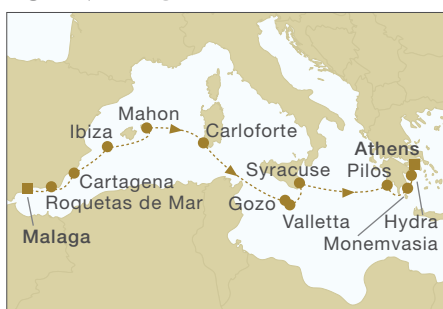 Mahon
Ibiza
Carloforte
Athens
Syracuse
Pilos
Cartagena
Roquetas de Mar
Gozo
Hydra
Malaga
Valletta
Monemvasia